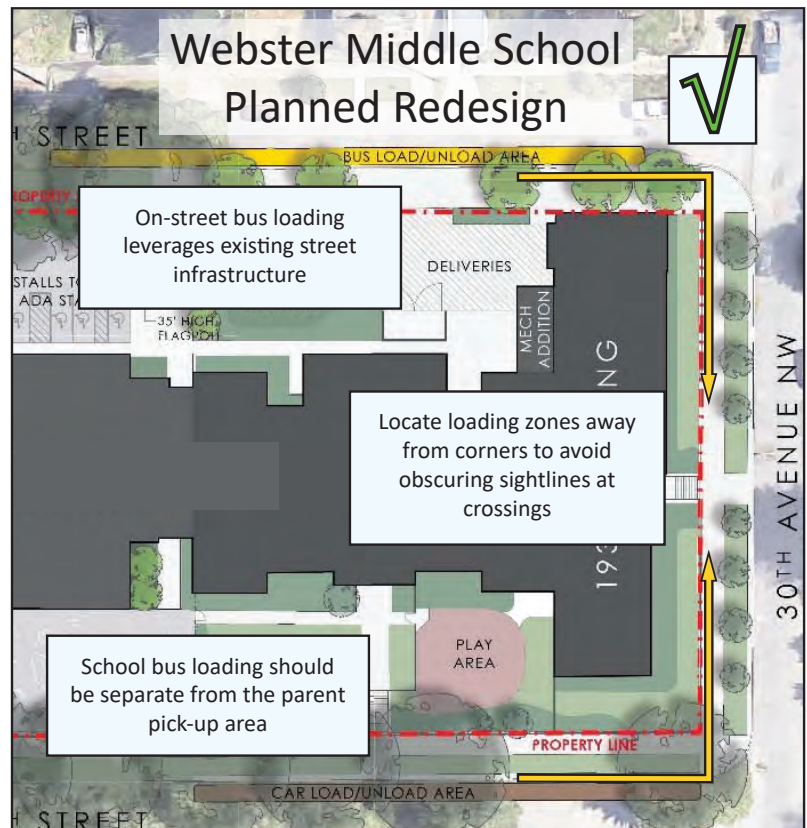 Webster Middle School
Planned Redesign
H STREET
BUS LOAD/UNLOAD AREA
PROPERTY
On-street bus loading
leverages existing street
infrastructure
DELIVERIES
STALLS TO
ADA STA
35' HIGH
FLAGPOLE
MECH
ADDITION
NG
30TH AVENUE NW
Locate loading zones away
from corners to avoid
obscuring sightlines at
crossings
193
School bus loading should
be separate from the parent
pick-up area
PLAY
AREA
PROPERTY LINE
CAR LOAD/UNLOAD AREA
H STREET